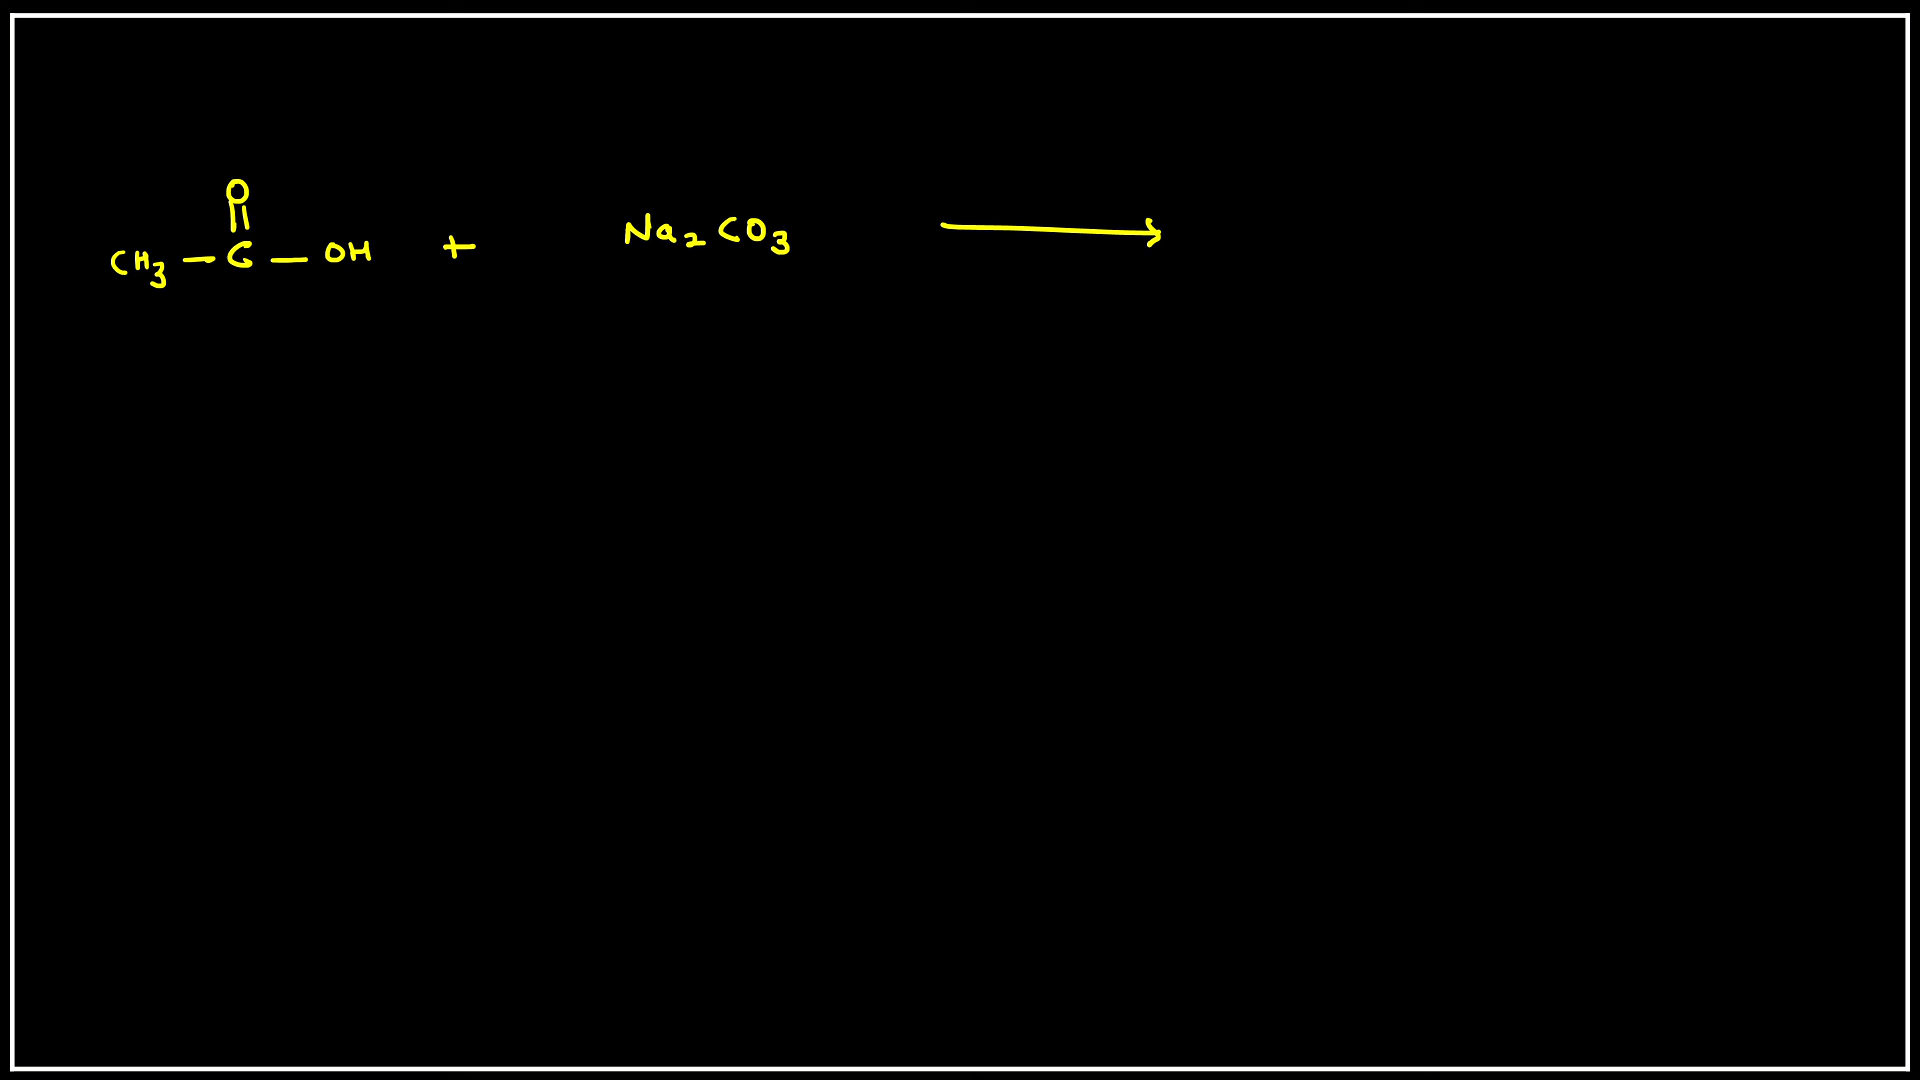 O
||
CH₃ — C — OH + Na₂CO₃ ⟶